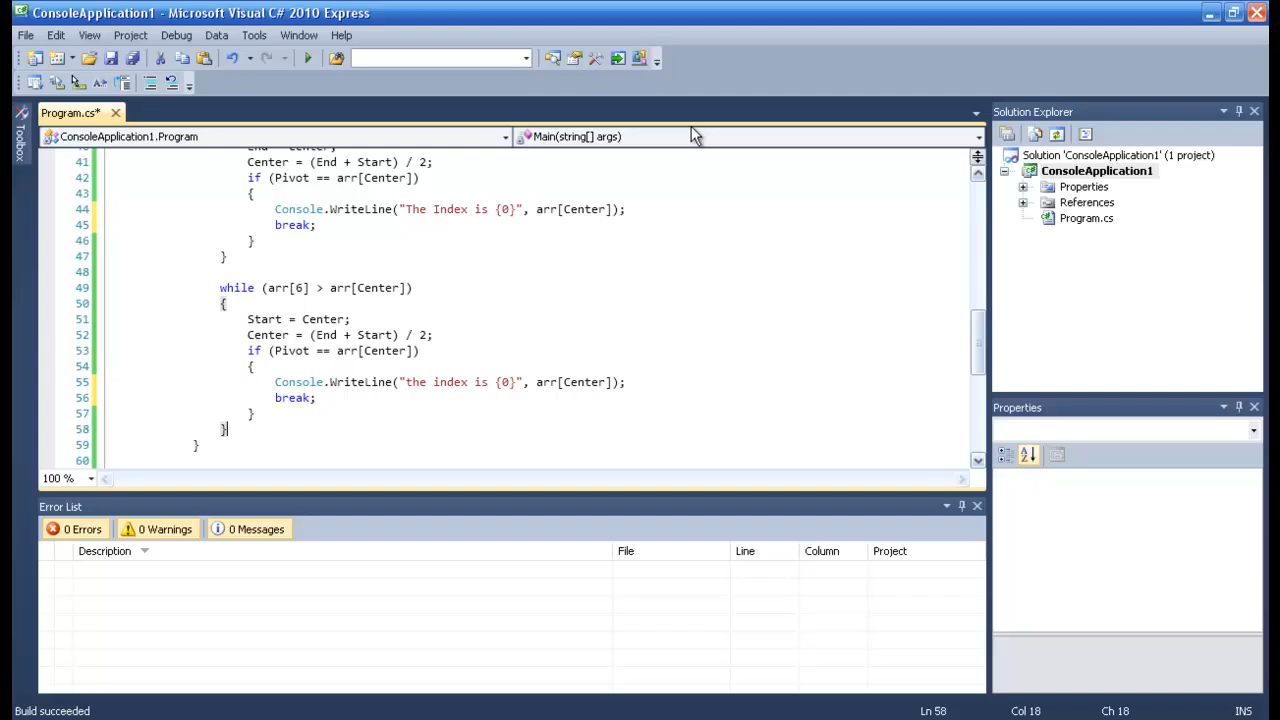 ConsoleApplication1 - Microsoft Visual C# 2010 Express
File Edit View Project Debug Data Tools Window Help
Toolbox
Program.cs*
ConsoleApplication1.Program
Main(string[] args)
40 End = Center;
41 Center = (End + Start) / 2;
42 if (Pivot == arr[Center])
43 {
44 Console.WriteLine("The Index is {0}", arr[Center]);
45 break;
46 }
47 }
48
49 while (arr[6] > arr[Center])
50 {
51 Start = Center;
52 Center = (End + Start) / 2;
53 if (Pivot == arr[Center])
54 {
55 Console.WriteLine("the index is {0}", arr[Center]);
56 break;
57 }
58 }
59 }
60
100 %
Solution Explorer
Solution 'ConsoleApplication1' (1 project)
ConsoleApplication1
Properties
References
Program.cs
Properties
Error List
0 Errors 0 Warnings 0 Messages
Description File Line Column Project
Build succeeded Ln 58 Col 18 Ch 18 INS